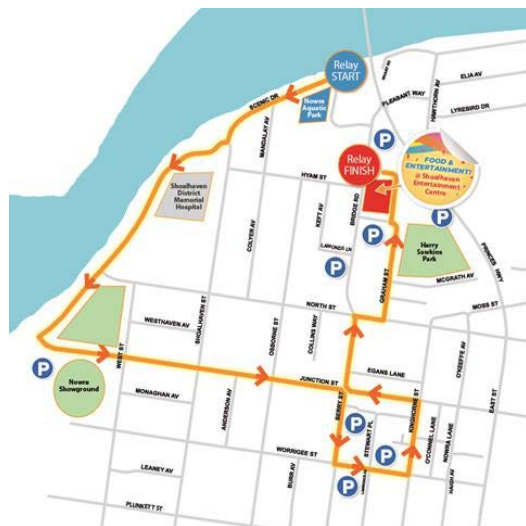 Relay
START
WHARF RD
ELIA AV
PLEASANT WAY
HAWTHORN AV
LYREBIRD DR
SCENIC DR
Nowra
Aquatic
Park
MANDALAY AV
P
Relay
FINISH
FOOD &
ENTERTAINMENT!
@ Shoalhaven
Entertainment
Centre
Shoalhaven
District
Memorial
Hospital
HYAM ST
KEFT AV
BRIDGE RD
P
P
COLYER AV
LAMONDS LN
P
Harry
Sawkins
Park
PRINCES HWY
McGRATH AV
GRAHAM ST
SHOALHAVEN ST
NORTH ST
MOSS ST
WESTHAVEN AV
OSBORNE ST
COLLINS WAY
WEST ST
EGANS LANE
O'KEEFFE AV
EAST ST
P
Nowra
Showground
JUNCTION ST
MONAGHAN AV
ANDERSON AV
BERRY ST
KINGHORNE ST
P
STEWART PL
O'CONNEL LANE
NOWRA LANE
WORRIGEE ST
P
P
LEANEY AV
BURR AV
HAIGH AV
PLUNKETT ST